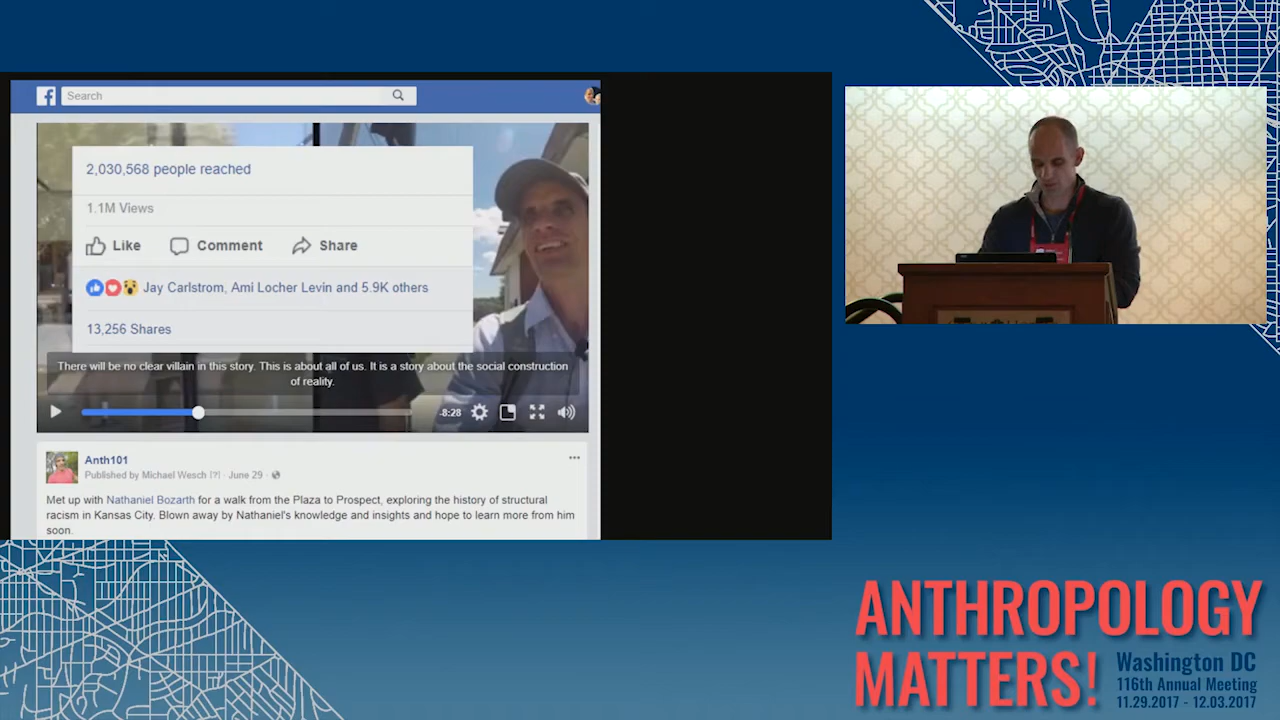 Search
2,030,568 people reached
1.1M Views
Like Comment Share
Jay Carlstrom, Ami Locher Levin and 5.9K others
13,256 Shares
There will be no clear villain in this story. This is about all of us. It is a story about the social construction
of reality.
-8:28
Anth101
Published by Michael Wesch [?] · June 29 ·
Met up with Nathaniel Bozarth for a walk from the Plaza to Prospect, exploring the history of structural
racism in Kansas City. Blown away by Nathaniel's knowledge and insights and hope to learn more from him
soon.
ANTHROPOLOGY
MATTERS!
Washington DC
116th Annual Meeting
11.29.2017 - 12.03.2017